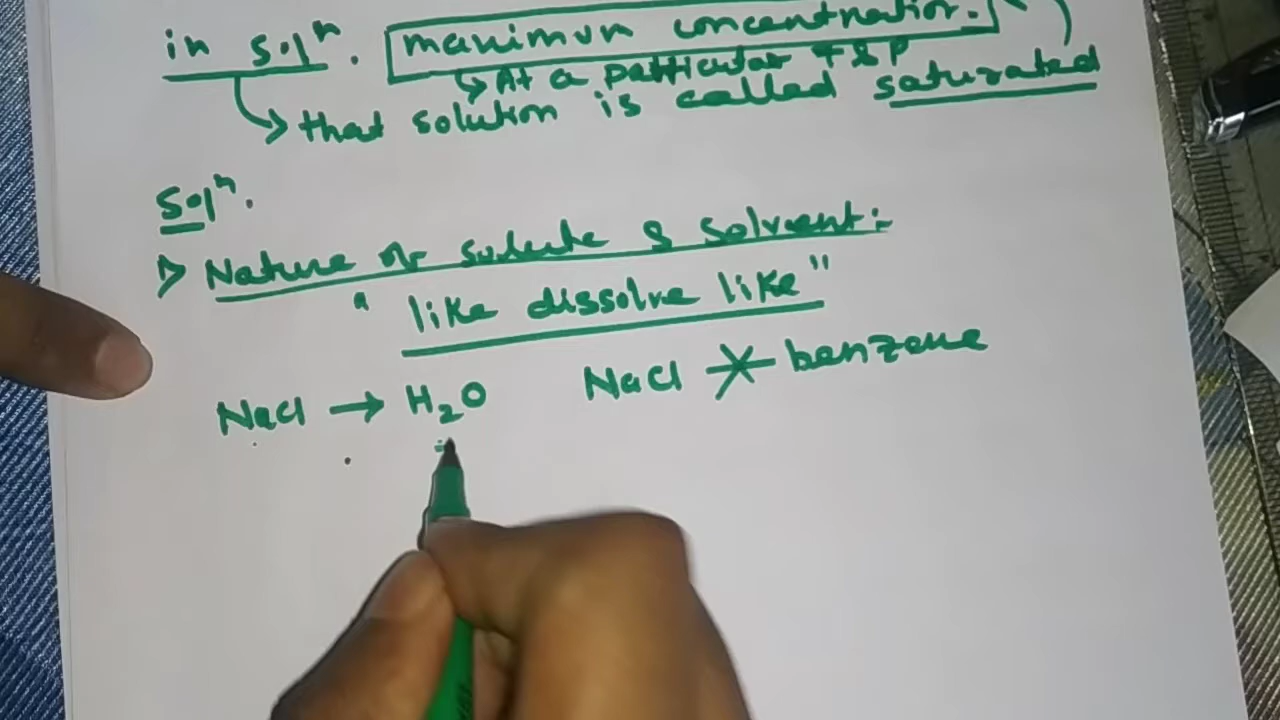 in Solⁿ. maximum concentration.
↳ At a particular T & P
↳ that solution is called saturated
Solⁿ.
Nature of solute & solvent:-
" like dissolve like "
NaCl → H₂O NaCl benzene